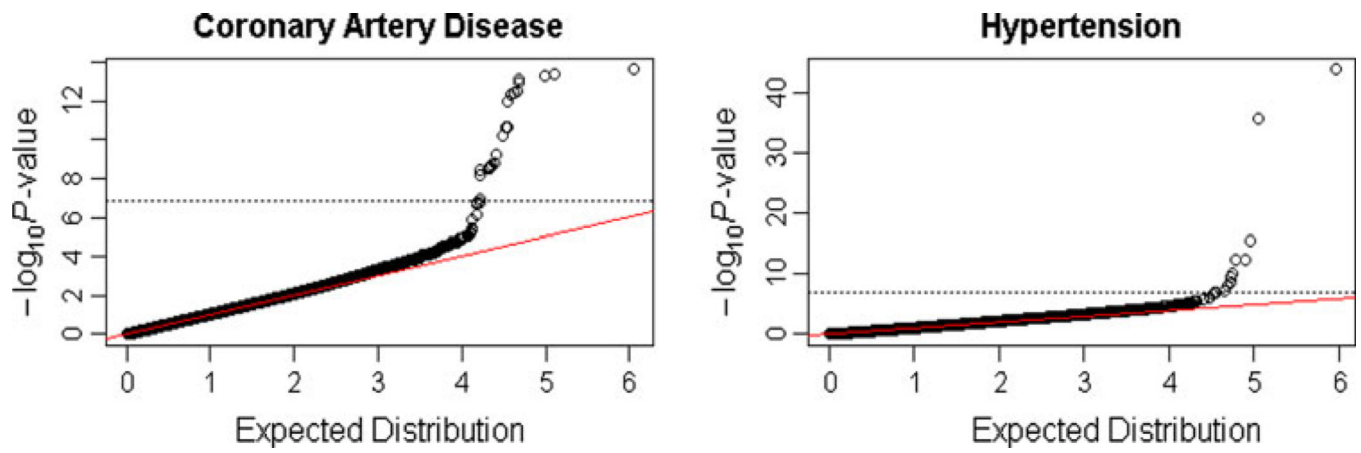 Coronary Artery Disease
−log₁₀P-value
12
8
6
4
2
0
0 1 2 3 4 5 6
Expected Distribution
Hypertension
−log₁₀P-value
40
30
20
10
0
0 1 2 3 4 5 6
Expected Distribution